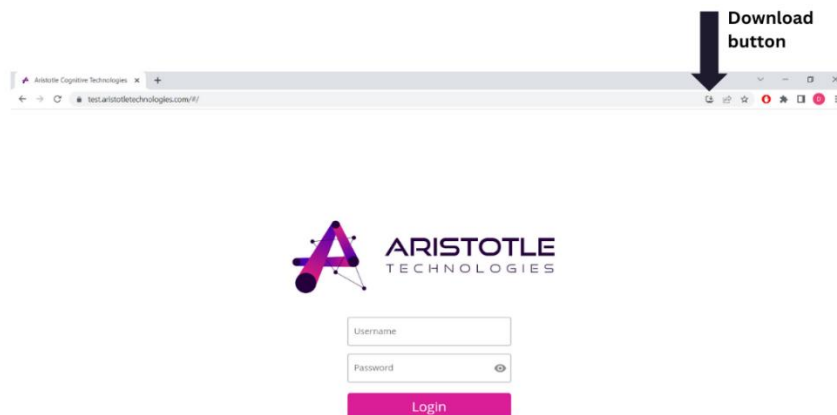 Download
button
Aristotle Cognitive Technologies
test.aristotletechnologies.com/#/
ARISTOTLE
TECHNOLOGIES
Username
Password
Login